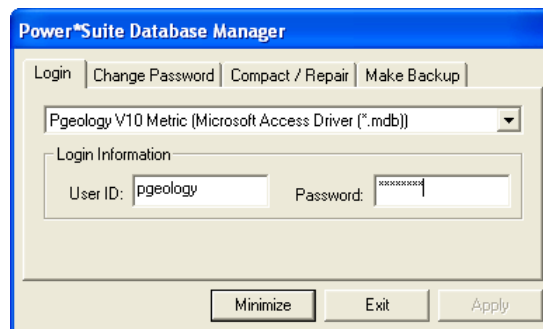 Power*Suite Database Manager
Login Change Password Compact / Repair Make Backup
Pgeology V10 Metric (Microsoft Access Driver (*.mdb))
Login Information
User ID: pgeology Password: ********
Minimize Exit Apply